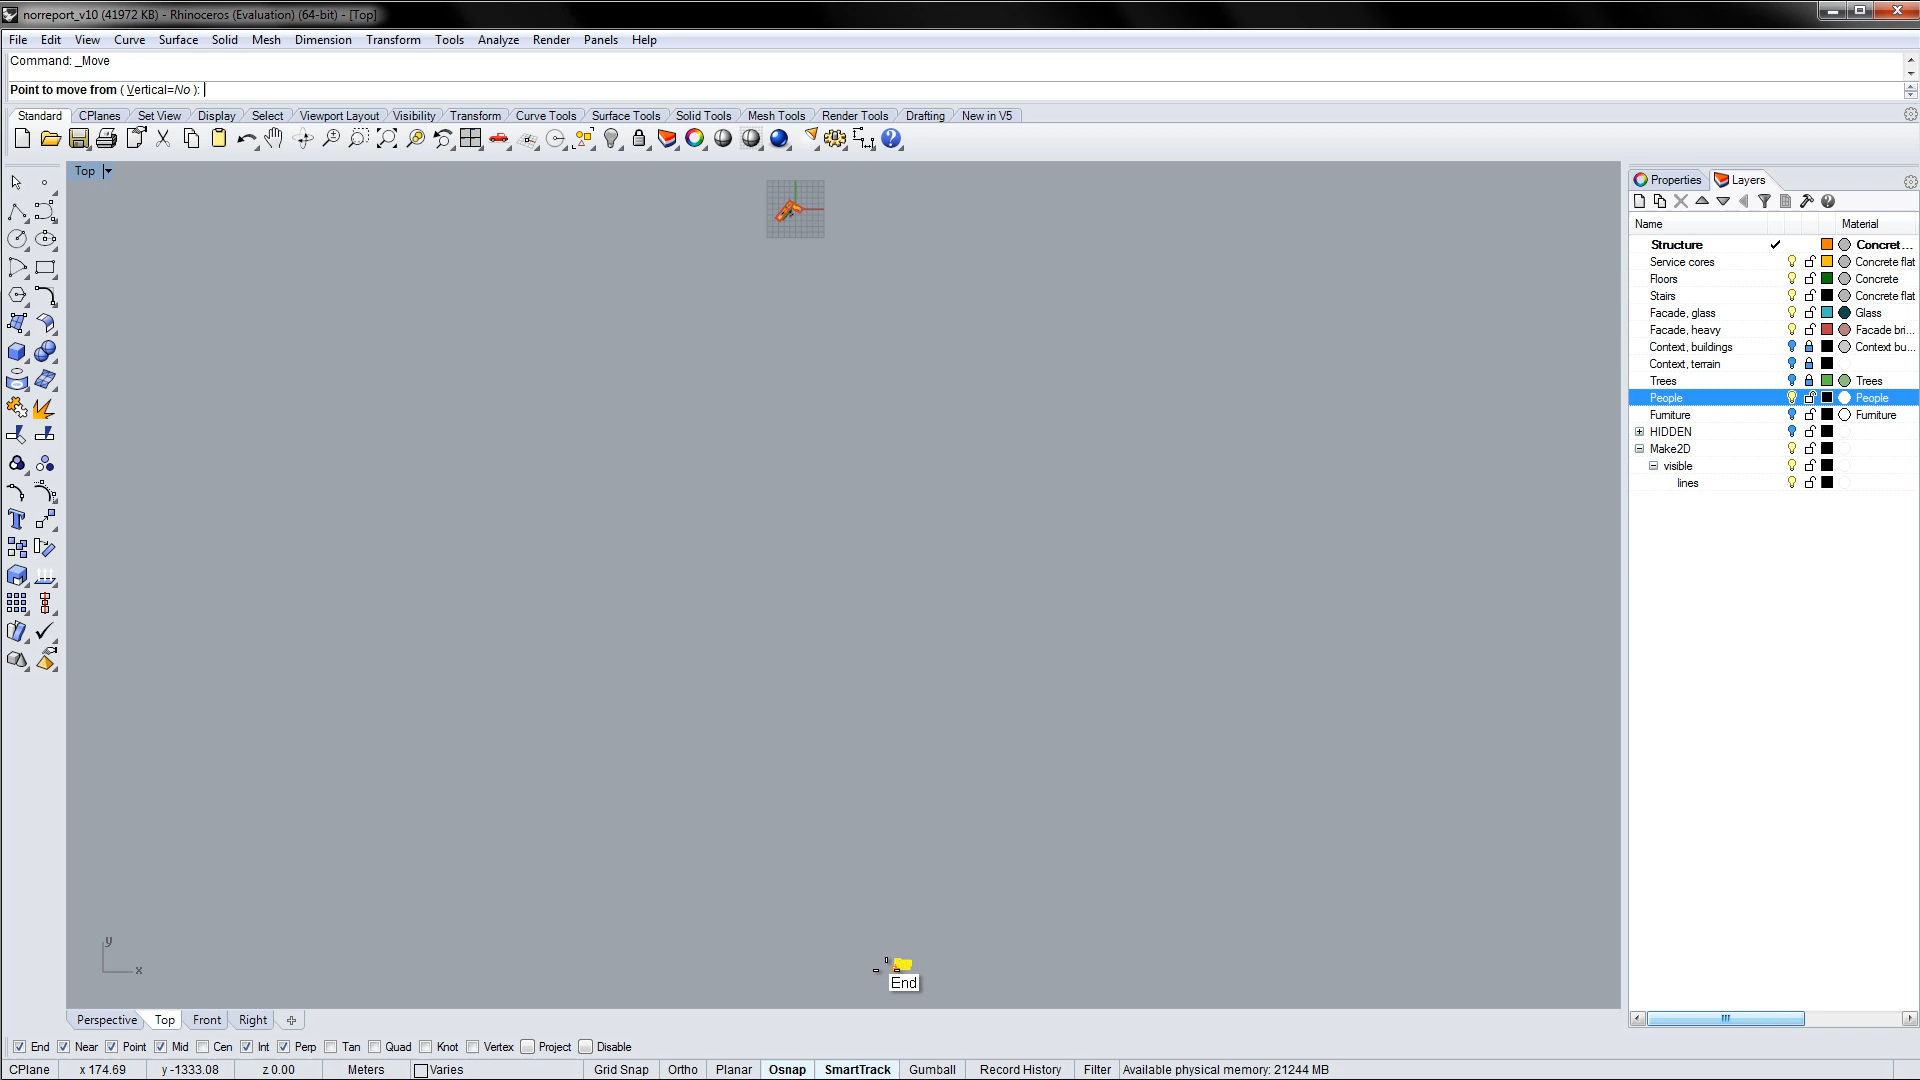 norreport_v10 (41972 KB) - Rhinoceros (Evaluation) (64-bit) - [Top]
File Edit View Curve Surface Solid Mesh Dimension Transform Tools Analyze Render Panels Help
Command: _Move
Point to move from ( Vertical=No ):
Standard CPlanes Set View Display Select Viewport Layout Visibility Transform Curve Tools Surface Tools Solid Tools Mesh Tools Render Tools Drafting New in V5
Top
Properties Layers
Name Material
Structure Concret...
Service cores Concrete flat
Floors Concrete
Stairs Concrete flat
Facade, glass Glass
Facade, heavy Facade bri...
Context, buildings Context bu...
Context, terrain
Trees Trees
People People
Furniture Furniture
HIDDEN
Make2D
visible
lines
y
x
End
Perspective Top Front Right
End Near Point Mid Cen Int Perp Tan Quad Knot Vertex Project Disable
CPlane x 174.69 y -1333.08 z 0.00 Meters Varies Grid Snap Ortho Planar Osnap SmartTrack Gumball Record History Filter Available physical memory: 21244 MB